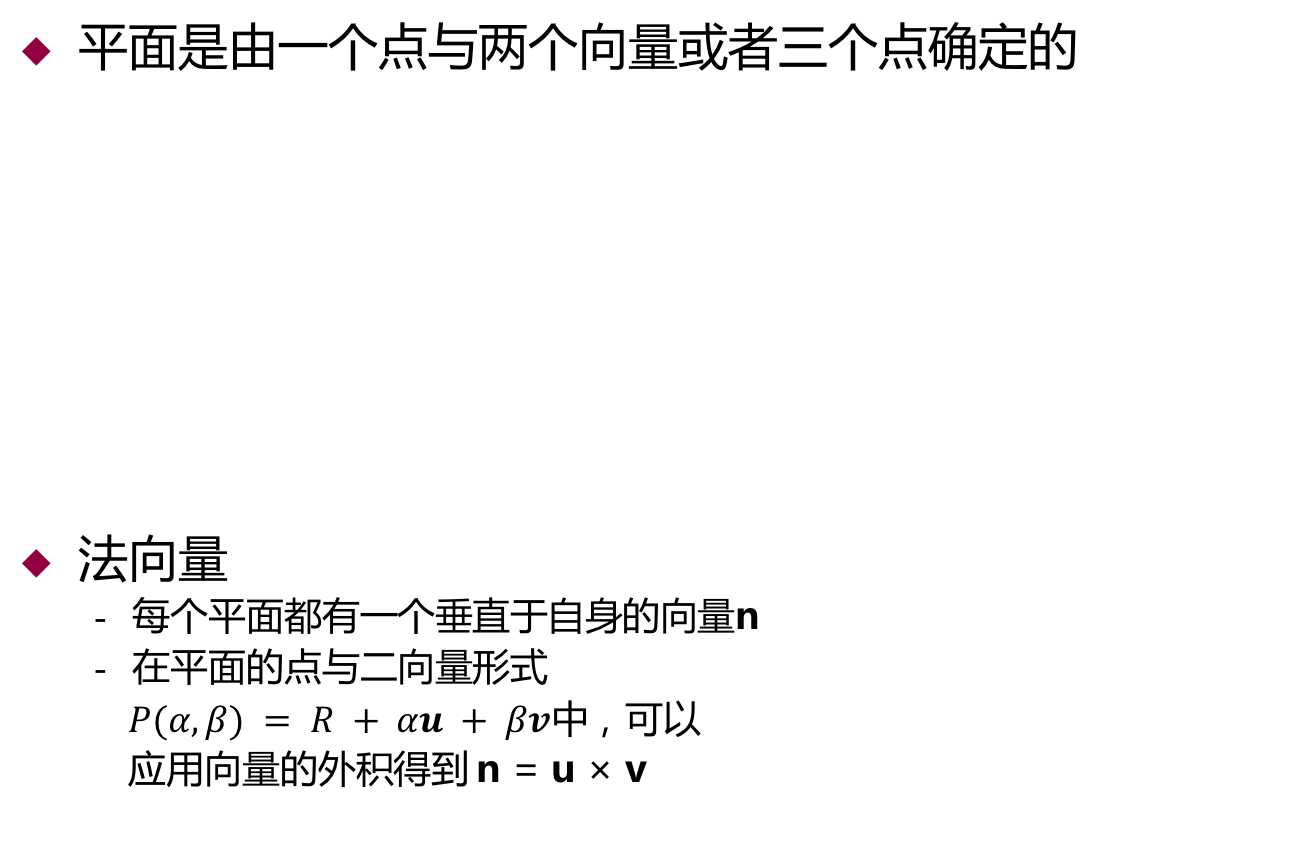 ◆ 平面是由一个点与两个向量或者三个点确定的
◆ 法向量
- 每个平面都有一个垂直于自身的向量n
- 在平面的点与二向量形式
P(α,β) = R + αu + βv中，可以
应用向量的外积得到 n = u × v